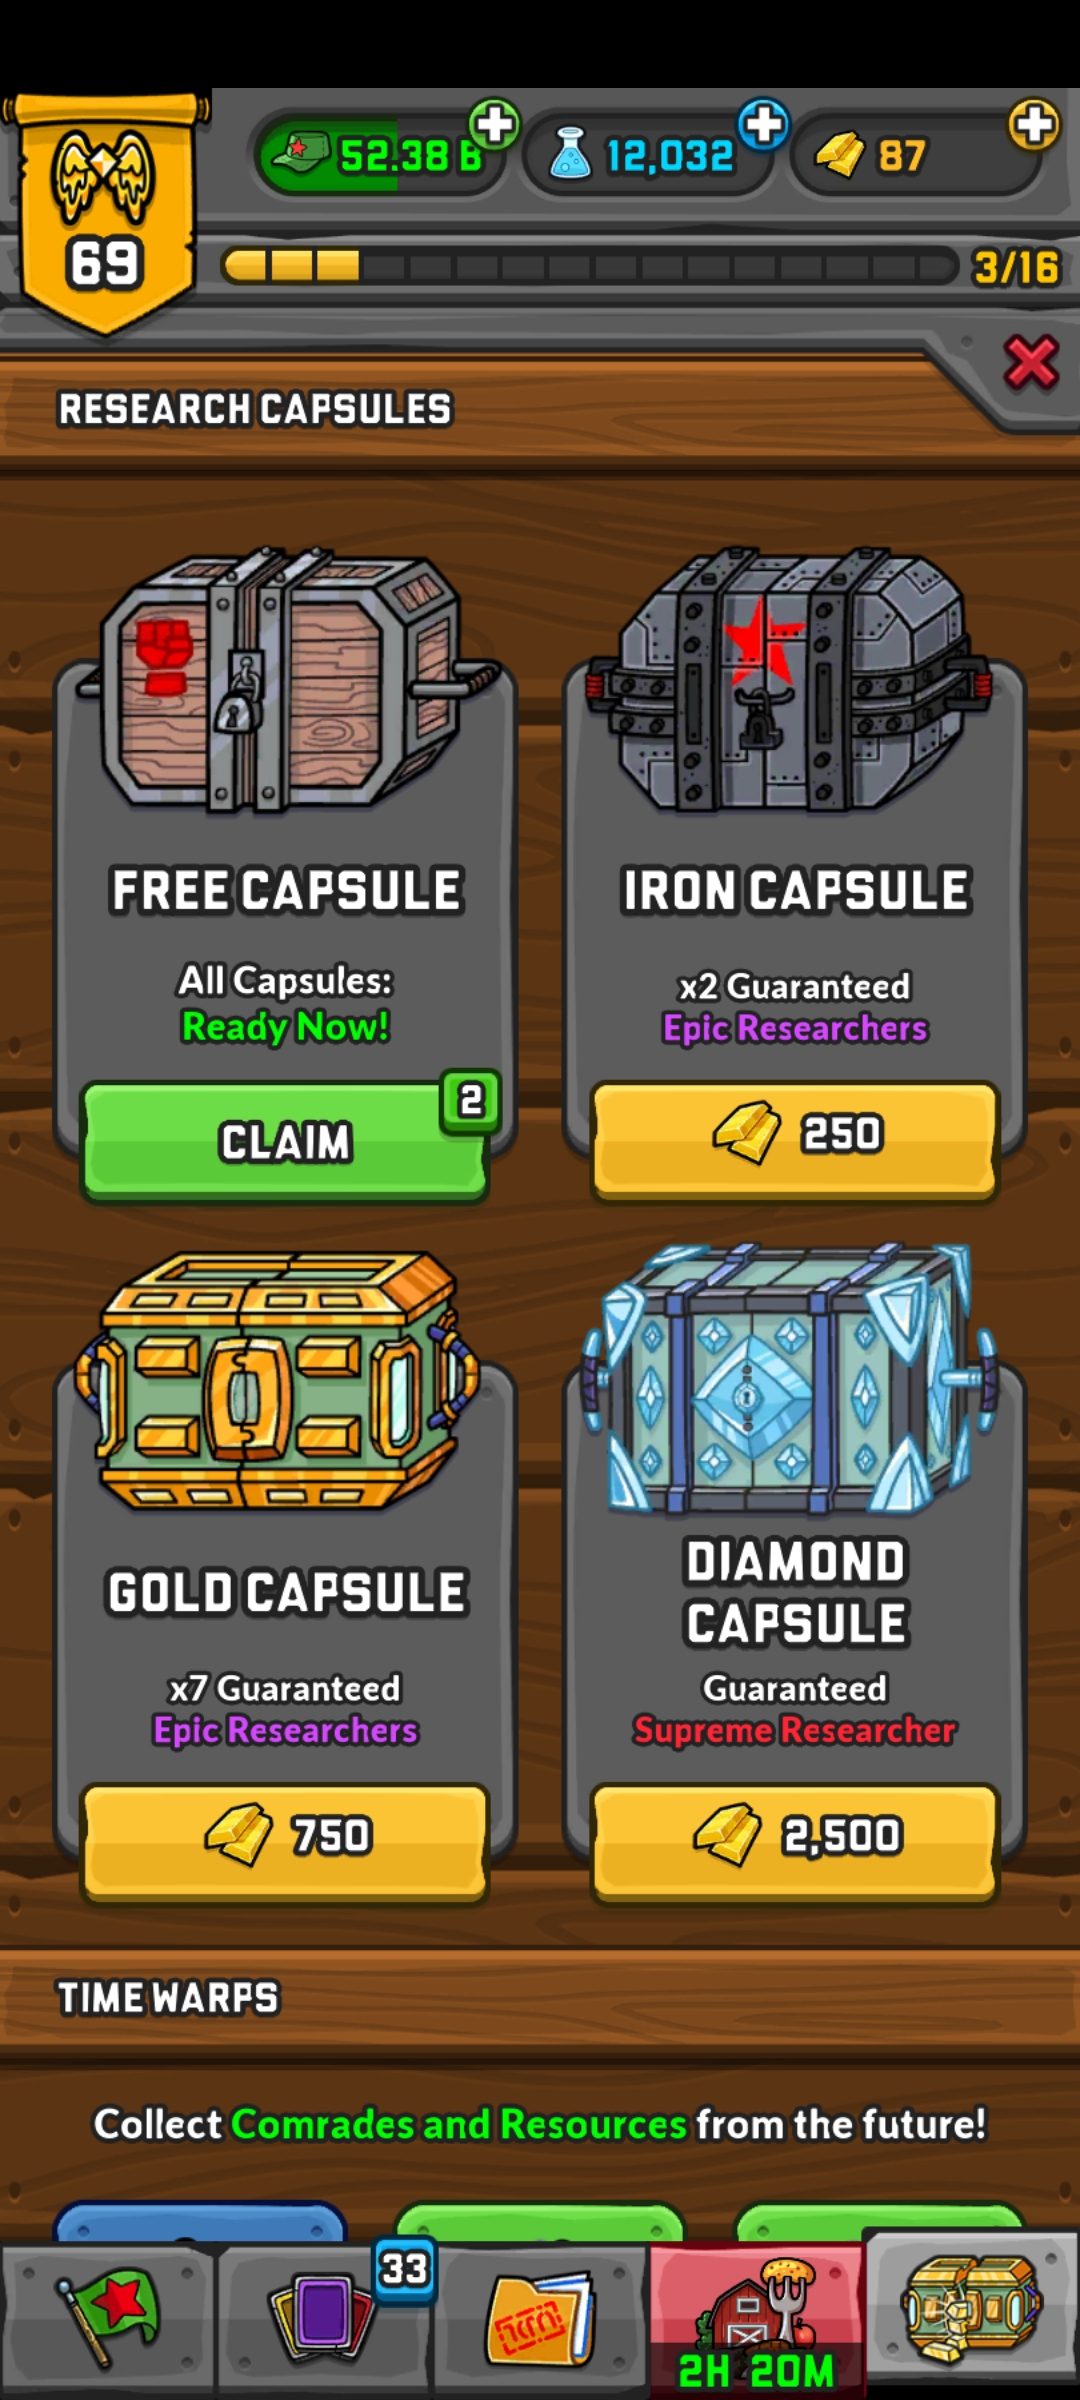 52.38 B
12,032
87
69
3/16
RESEARCH CAPSULES
FREE CAPSULE
All Capsules:
Ready Now!
2
CLAIM
IRON CAPSULE
x2 Guaranteed
Epic Researchers
250
GOLD CAPSULE
x7 Guaranteed
Epic Researchers
750
DIAMOND
CAPSULE
Guaranteed
Supreme Researcher
2,500
TIME WARPS
Collect Comrades and Resources from the future!
33
2H 20M